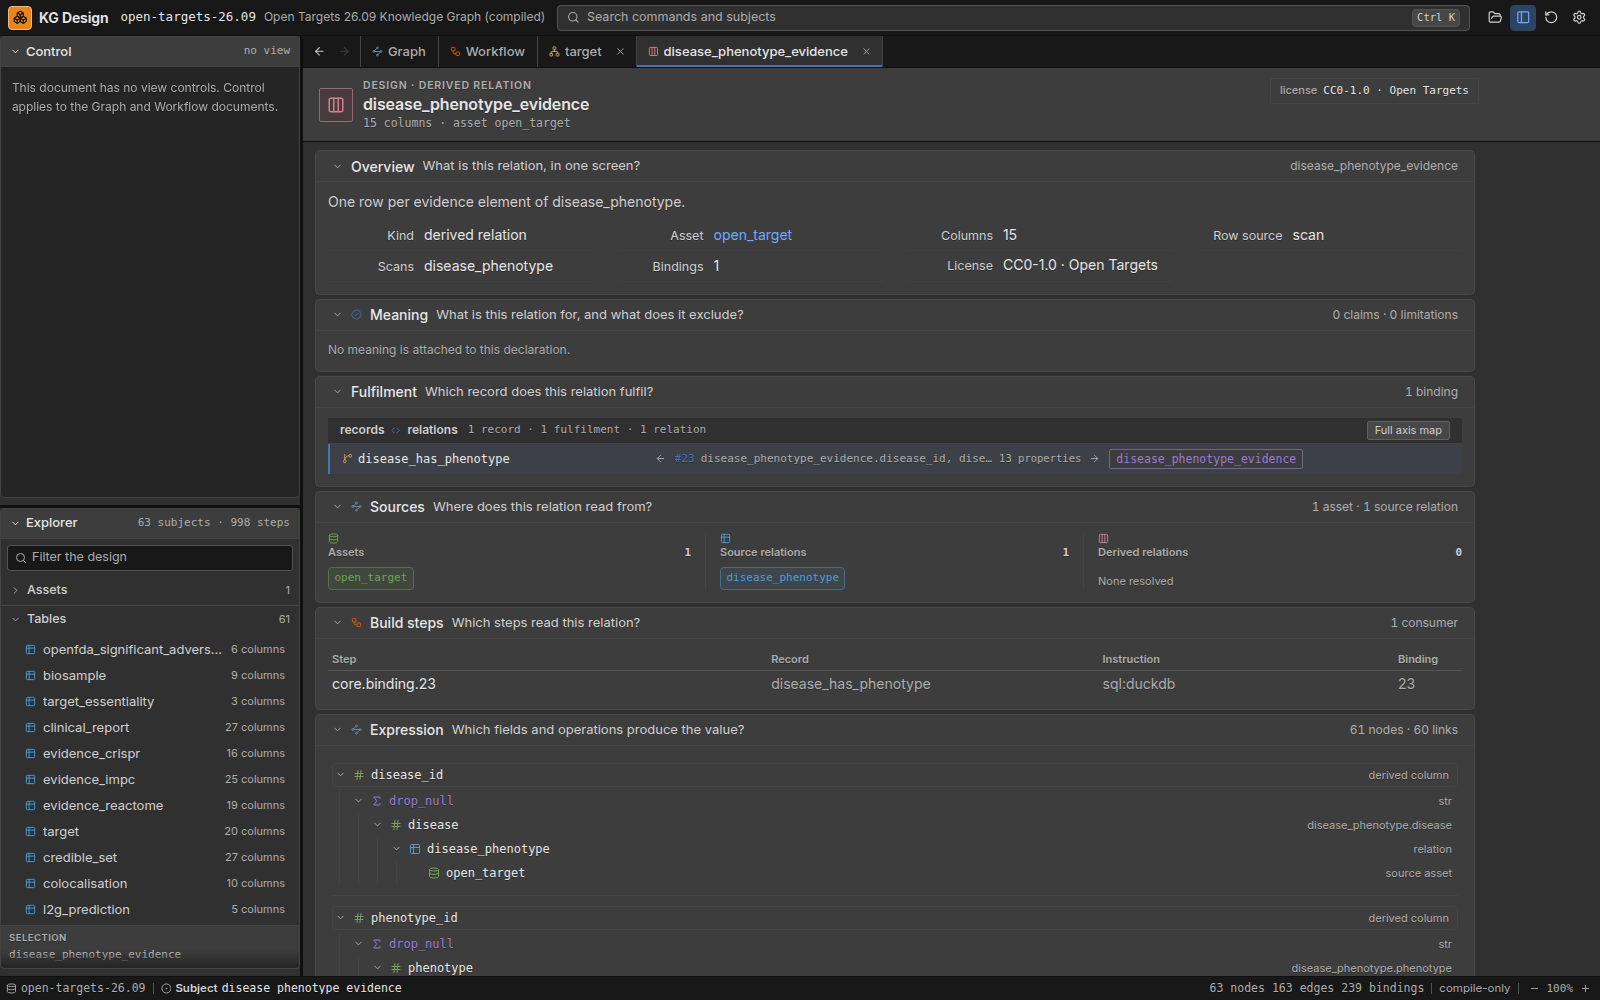 KG Design open-targets-26.09 Open Targets 26.09 Knowledge Graph (compiled) Search commands and subjects Ctrl K
Control no view
This document has no view controls. Control
applies to the Graph and Workflow documents.
Explorer 63 subjects · 998 steps
Filter the design
Assets 1
Tables 61
openfda_significant_advers... 6 columns
biosample 9 columns
target_essentiality 3 columns
clinical_report 27 columns
evidence_crispr 16 columns
evidence_impc 25 columns
evidence_reactome 19 columns
target 20 columns
credible_set 27 columns
colocalisation 10 columns
l2g_prediction 5 columns
SELECTION
disease_phenotype_evidence
Graph Workflow target disease_phenotype_evidence
DESIGN · DERIVED RELATION
disease_phenotype_evidence
15 columns · asset open_target
license CC0-1.0 · Open Targets
Overview What is this relation, in one screen? disease_phenotype_evidence
One row per evidence element of disease_phenotype.
Kind derived relation Asset open_target Columns 15 Row source scan
Scans disease_phenotype Bindings 1 License CC0-1.0 · Open Targets
Meaning What is this relation for, and what does it exclude? 0 claims · 0 limitations
No meaning is attached to this declaration.
Fulfilment Which record does this relation fulfil? 1 binding
records <> relations 1 record · 1 fulfilment · 1 relation Full axis map
disease_has_phenotype ← #23 disease_phenotype_evidence.disease_id, dise… 13 properties → disease_phenotype_evidence
Sources Where does this relation read from? 1 asset · 1 source relation
Assets 1 Source relations 1 Derived relations 0
open_target disease_phenotype None resolved
Build steps Which steps read this relation? 1 consumer
Step Record Instruction Binding
core.binding.23 disease_has_phenotype sql:duckdb 23
Expression Which fields and operations produce the value? 61 nodes · 60 links
disease_id derived column
drop_null str
disease disease_phenotype.disease
disease_phenotype relation
open_target source asset
phenotype_id derived column
drop_null str
phenotype disease_phenotype.phenotype
open-targets-26.09 Subject disease phenotype evidence 63 nodes 163 edges 239 bindings compile-only − 100% +